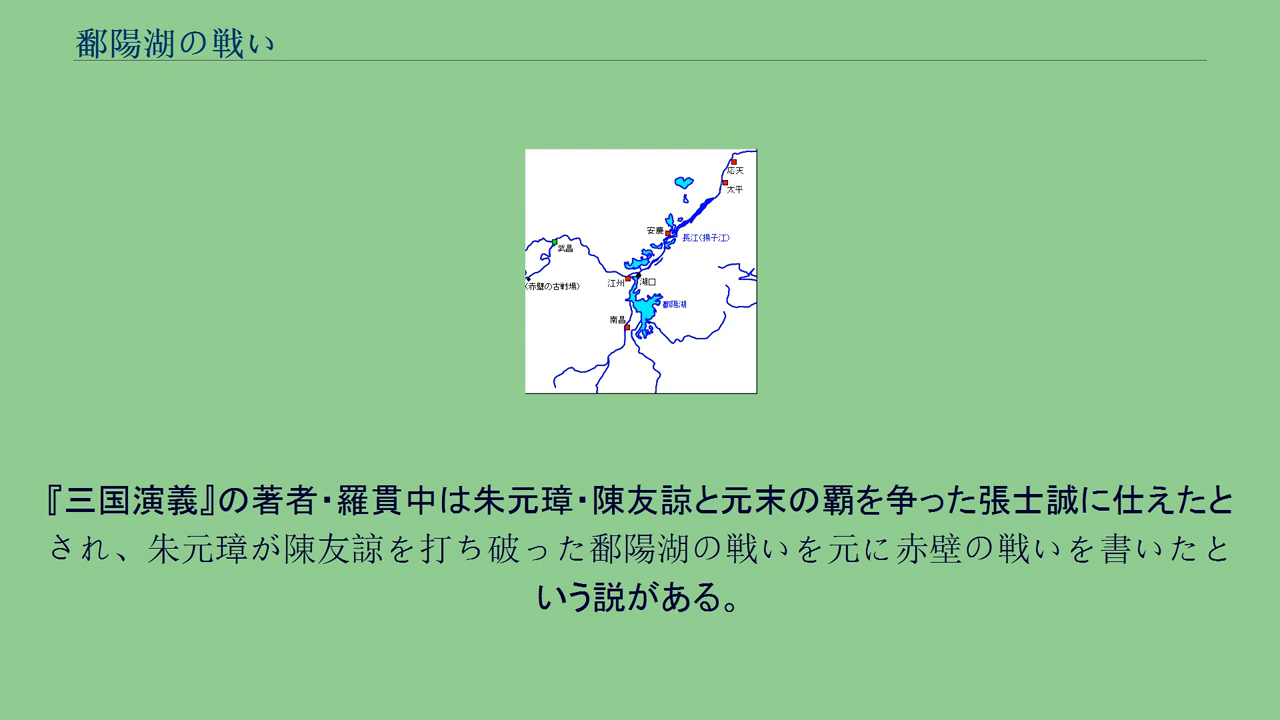 鄱陽湖の戦い
応天
太平
安慶
長江(揚子江)
武昌
(赤壁の古戦場)
江州
湖口
鄱陽湖
南昌
『三国演義』の著者・羅貫中は朱元璋・陳友諒と元末の覇を争った張士誠に仕えたと
され、朱元璋が陳友諒を打ち破った鄱陽湖の戦いを元に赤壁の戦いを書いたと
いう説がある。